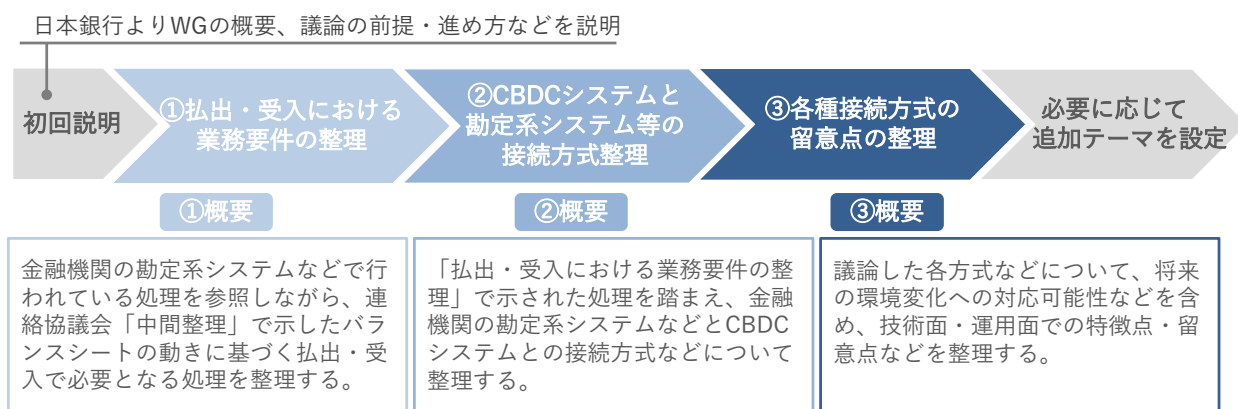 日本銀行よりWGの概要、議論の前提・進め方などを説明
初回説明
①払出・受入における
業務要件の整理
②CBDCシステムと
勘定系システム等の
接続方式整理
③各種接続方式の
留意点の整理
必要に応じて
追加テーマを設定
①概要
②概要
③概要
金融機関の勘定系システムなどで行
われている処理を参照しながら、連
絡協議会「中間整理」で示したバラ
ンスシートの動きに基づく払出・受
入で必要となる処理を整理する。
「払出・受入における業務要件の整
理」で示された処理を踏まえ、金融
機関の勘定系システムなどとCBDC
システムとの接続方式などについて
整理する。
議論した各方式などについて、将来
の環境変化への対応可能性などを含
め、技術面・運用面での特徴点・留
意点などを整理する。